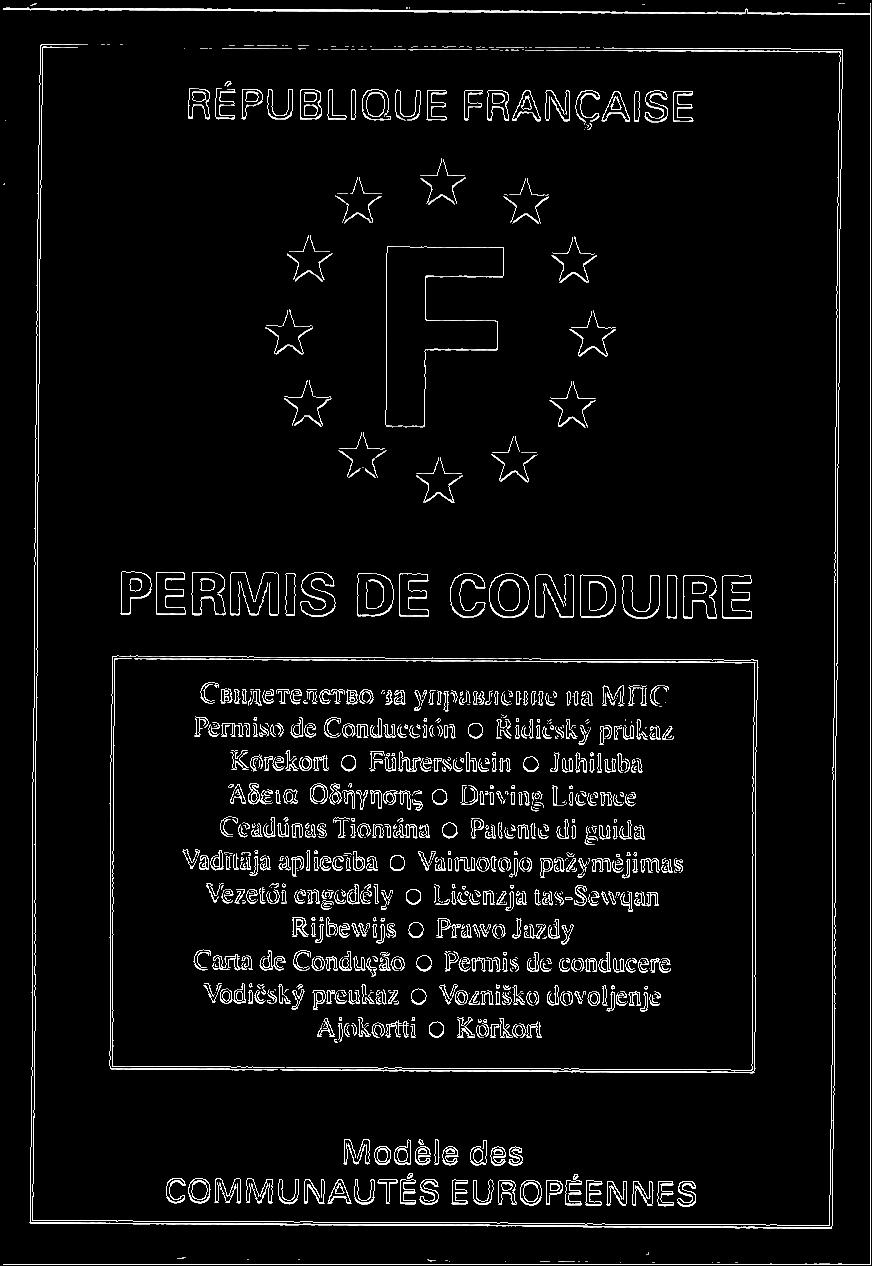 RÉPUBLIQUE FRANÇAISE
F
PERMIS DE CONDUIRE
Свидетелство за управление на МПС
Permiso de Conducción O Řidičský průkaz
Kørekort O Führerschein O Juhiluba
Άδεια Οδήγησης O Driving Licence
Ceadúnas Tiomána O Patente di guida
Vadītāja apliecība O Vairuotojo pažymėjimas
Vezetői engedély O Liċenzja tas-Sewqan
Rijbewijs O Prawo Jazdy
Carta de Condução O Permis de conducere
Vodičský preukaz O Vozniško dovoljenje
Ajokortti O Körkort
Modèle des
COMMUNAUTÉS EUROPÉENNES